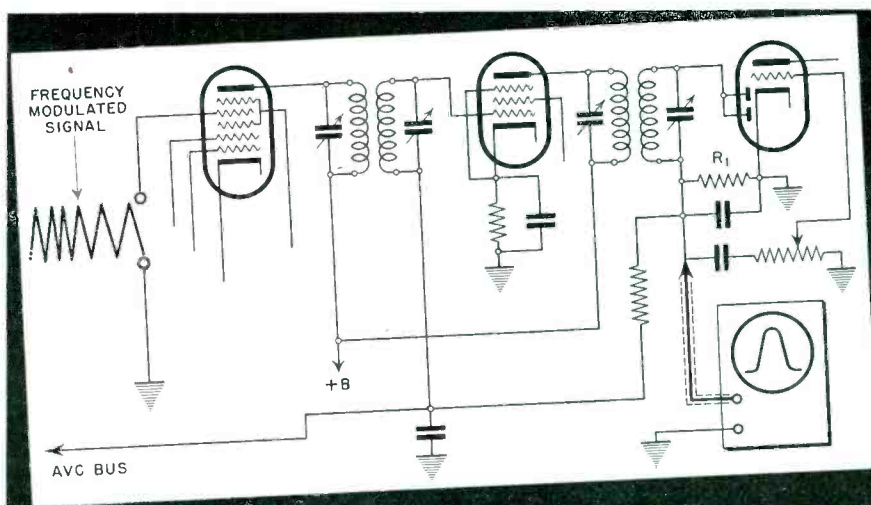 FREQUENCY
MODULATED
SIGNAL
R1
+B
AVC BUS